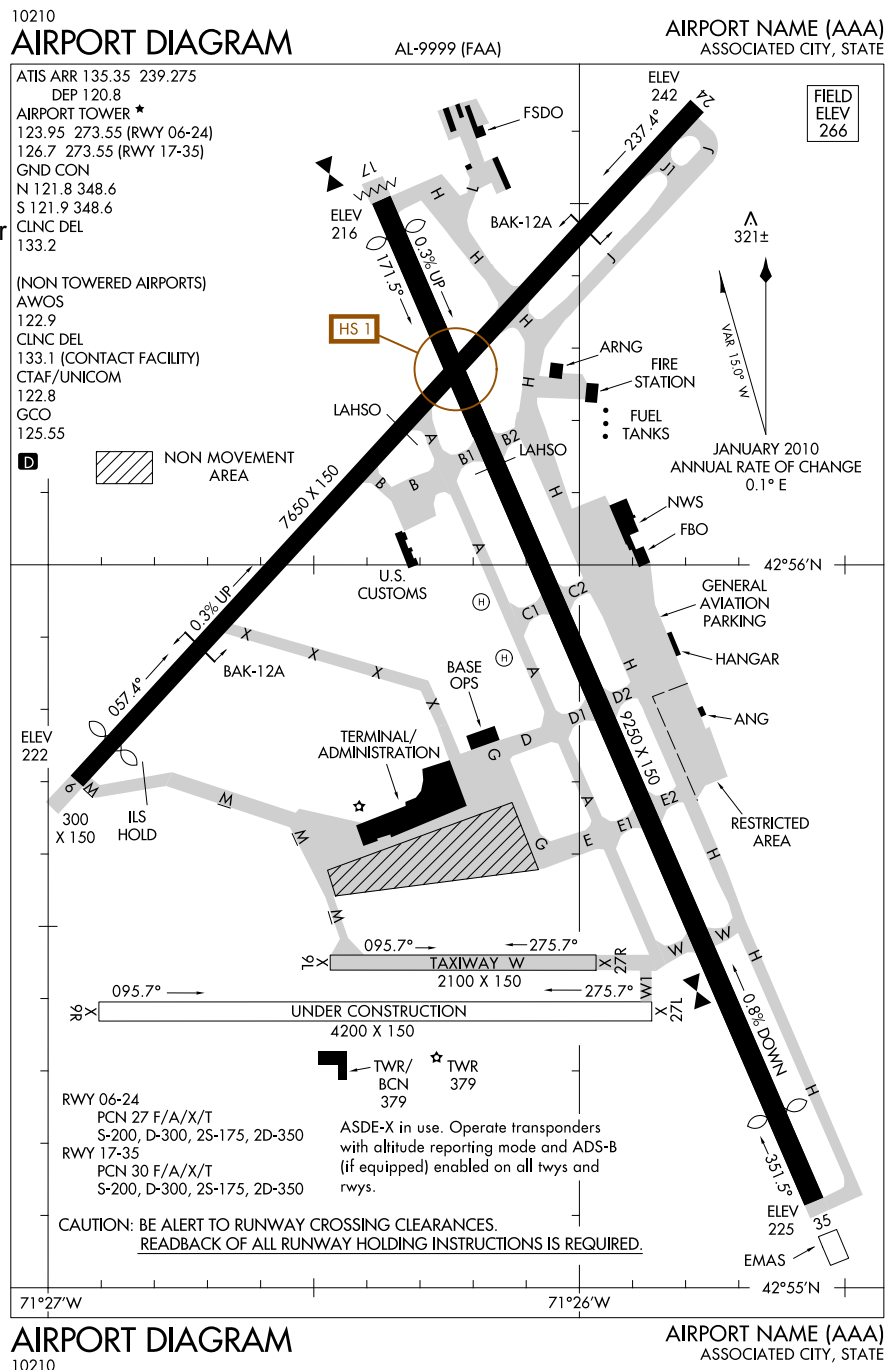 10210
AIRPORT DIAGRAM
AL-9999 (FAA)
AIRPORT NAME (AAA)
ASSOCIATED CITY, STATE
ATIS ARR 135.35 239.275
DEP 120.8
AIRPORT TOWER ★
123.95 273.55 (RWY 06-24)
126.7 273.55 (RWY 17-35)
GND CON
N 121.8 348.6
S 121.9 348.6
CLNC DEL
133.2
r
(NON TOWERED AIRPORTS)
AWOS
122.9
CLNC DEL
133.1 (CONTACT FACILITY)
CTAF/UNICOM
122.8
GCO
125.55
D
NON MOVEMENT
AREA
FSDO
ELEV
242
24
FIELD
ELEV
266
237.4°
17
ELEV
216
H
J
J1
J
BAK-12A
H
0.3% UP
171.5°
321±
VAR 15.0° W
HS 1
H
H
ARNG
FIRE
STATION
FUEL
TANKS
JANUARY 2010
ANNUAL RATE OF CHANGE
0.1° E
LAHSO
A
B2
B1
B
B
LAHSO
7650 X 150
H
NWS
FBO
A
U.S.
CUSTOMS
42°56'N
H
H
C1
C2
GENERAL
AVIATION
PARKING
HANGAR
0.3% UP
X
X
X
X
BAK-12A
057.4°
BASE
OPS
A
H
D2
D1
D
G
9250 X 150
ANG
ELEV
222
TERMINAL/
ADMINISTRATION
6
M
M
M
M
300
X 150
ILS
HOLD
A
E2
E1
E
G
RESTRICTED
AREA
H
W
W
H
095.7°
275.7°
9L
X
TAXIWAY W
X
27R
2100 X 150
W1
095.7°
275.7°
9R
X
UNDER CONSTRUCTION
X
27L
4200 X 150
0.8% DOWN
H
TWR/
BCN
379
TWR
379
RWY 06-24
PCN 27 F/A/X/T
S-200, D-300, 2S-175, 2D-350
RWY 17-35
PCN 30 F/A/X/T
S-200, D-300, 2S-175, 2D-350
ASDE-X in use. Operate transponders
with altitude reporting mode and ADS-B
(if equipped) enabled on all twys and
rwys.
351.5°
ELEV
225
35
EMAS
CAUTION: BE ALERT TO RUNWAY CROSSING CLEARANCES.
READBACK OF ALL RUNWAY HOLDING INSTRUCTIONS IS REQUIRED.
42°55'N
71°27'W
71°26'W
AIRPORT DIAGRAM
10210
AIRPORT NAME (AAA)
ASSOCIATED CITY, STATE